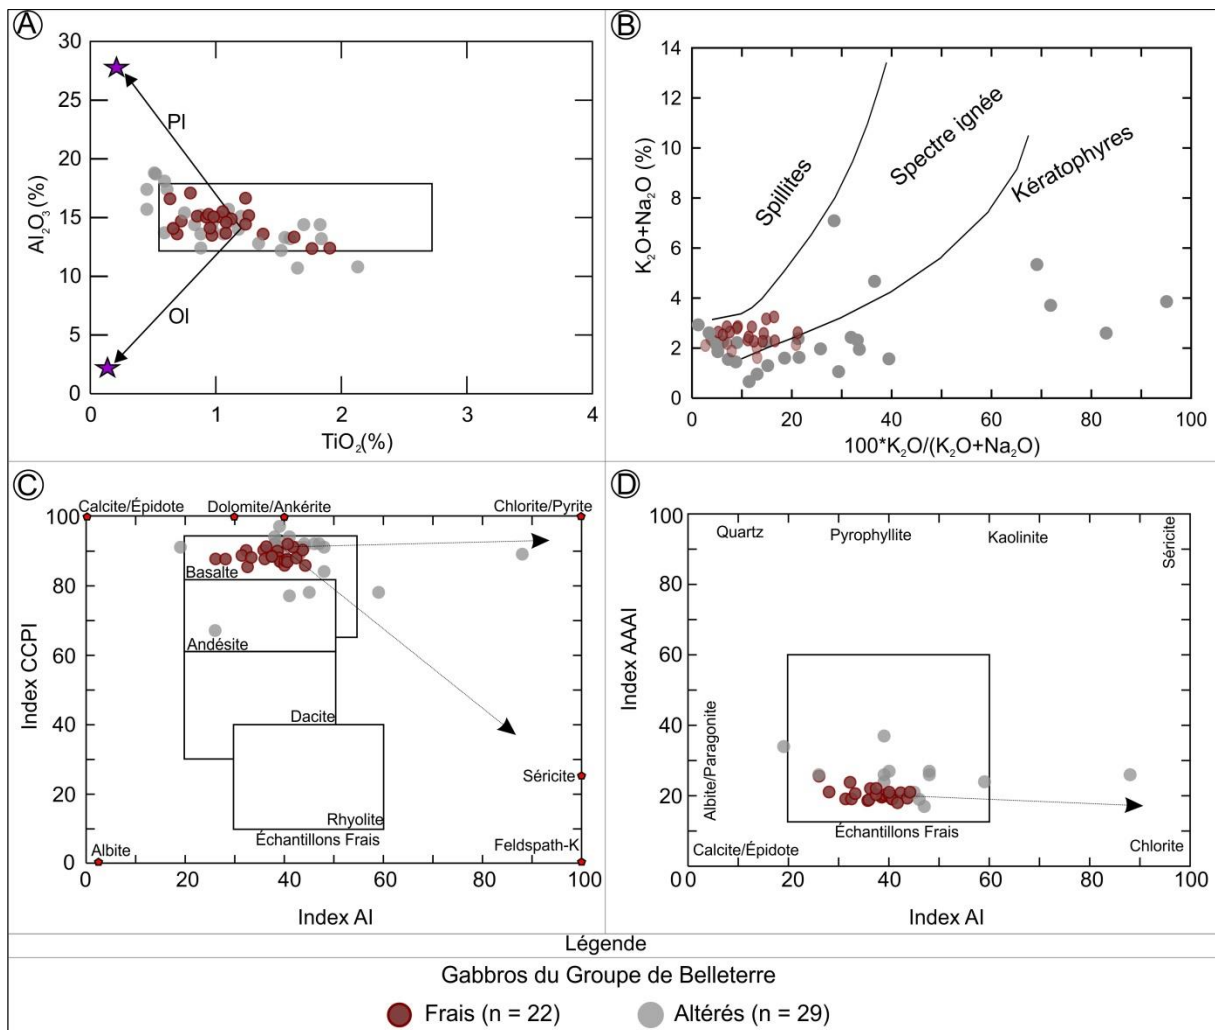 A
30
25
20
15
10
5
0
Al₂O₃(%)
Pl
Ol
0 1 2 3 4
TiO₂(%)
B
14
12
10
8
6
4
2
0
K₂O+Na₂O (%)
Spillites
Spectre ignée
Kératophyres
0 20 40 60 80 100
100*K₂O/(K₂O+Na₂O)
C
Calcite/Épidote Dolomite/Ankérite Chlorite/Pyrite
100
80
60
40
20
0
Index CCPI
Basalte
Andésite
Dacite
Rhyolite
Échantillons Frais
Séricite
Albite
Feldspath-K
0 20 40 60 80 100
Index AI
D
100
80
60
40
20
0
Index AAAI
Quartz Pyrophyllite Kaolinite
Séricite
Albite/Paragonite
Échantillons Frais
Calcite/Épidote
Chlorite
0 20 40 60 80 100
Index AI
Légende
Gabbros du Groupe de Belleterre
Frais (n = 22) Altérés (n = 29)